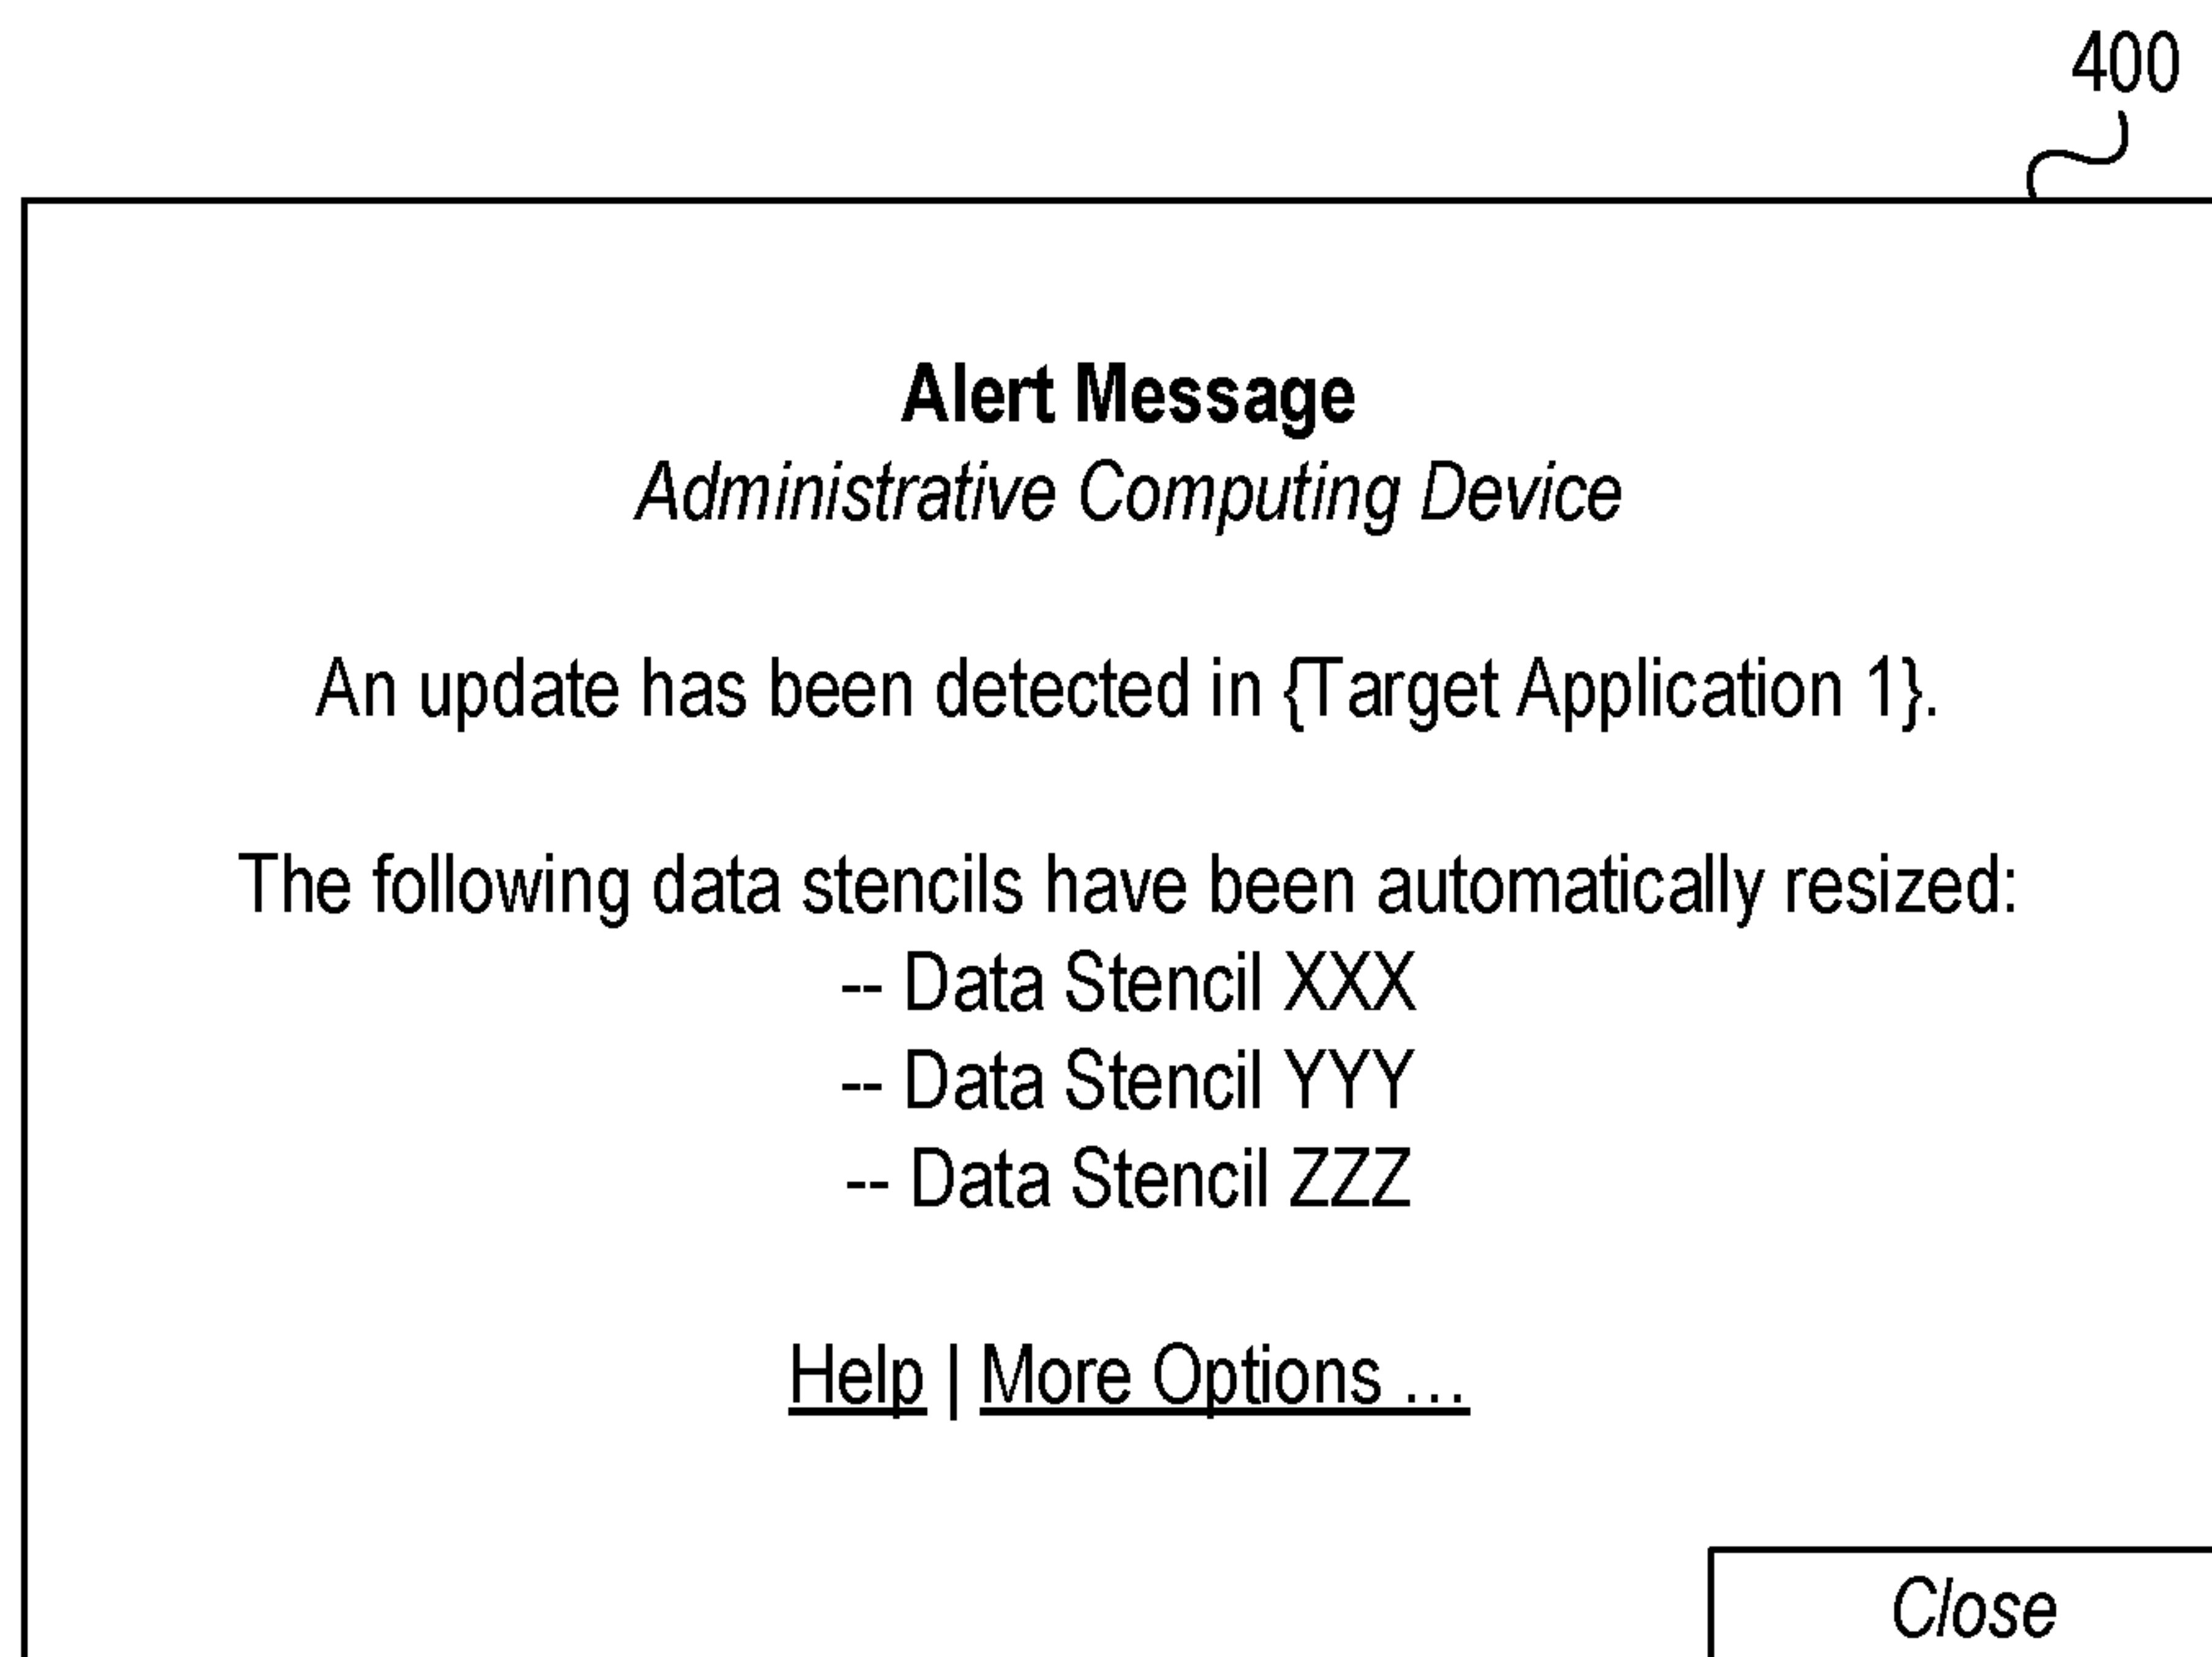 400
Alert Message
Administrative Computing Device
An update has been detected in {Target Application 1}.
The following data stencils have been automatically resized:
-- Data Stencil XXX
-- Data Stencil YYY
-- Data Stencil ZZZ
Help | More Options ...
Close